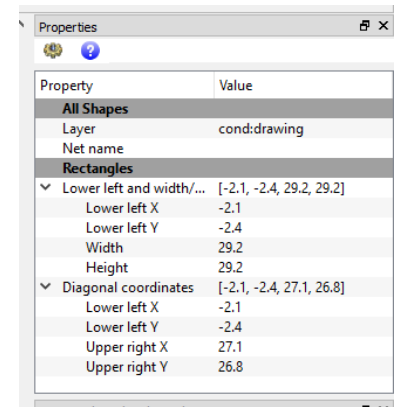 Properties
Property Value
All Shapes
Layer cond:drawing
Net name
Rectangles
Lower left and width/... [-2.1, -2.4, 29.2, 29.2]
Lower left X -2.1
Lower left Y -2.4
Width 29.2
Height 29.2
Diagonal coordinates [-2.1, -2.4, 27.1, 26.8]
Lower left X -2.1
Lower left Y -2.4
Upper right X 27.1
Upper right Y 26.8